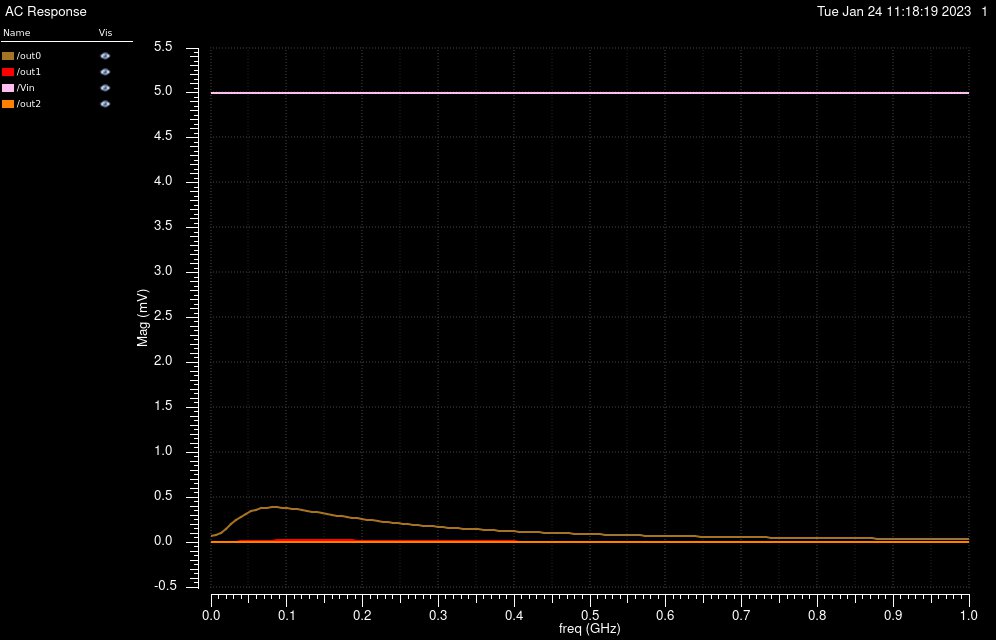 AC Response
Tue Jan 24 11:18:19 2023 1
Name Vis
/out0
/out1
/Vin
/out2
5.5
5.0
4.5
4.0
3.5
3.0
2.5
2.0
1.5
1.0
0.5
0.0
-0.5
Mag (mV)
0.0 0.1 0.2 0.3 0.4 0.5 0.6 0.7 0.8 0.9 1.0
freq (GHz)